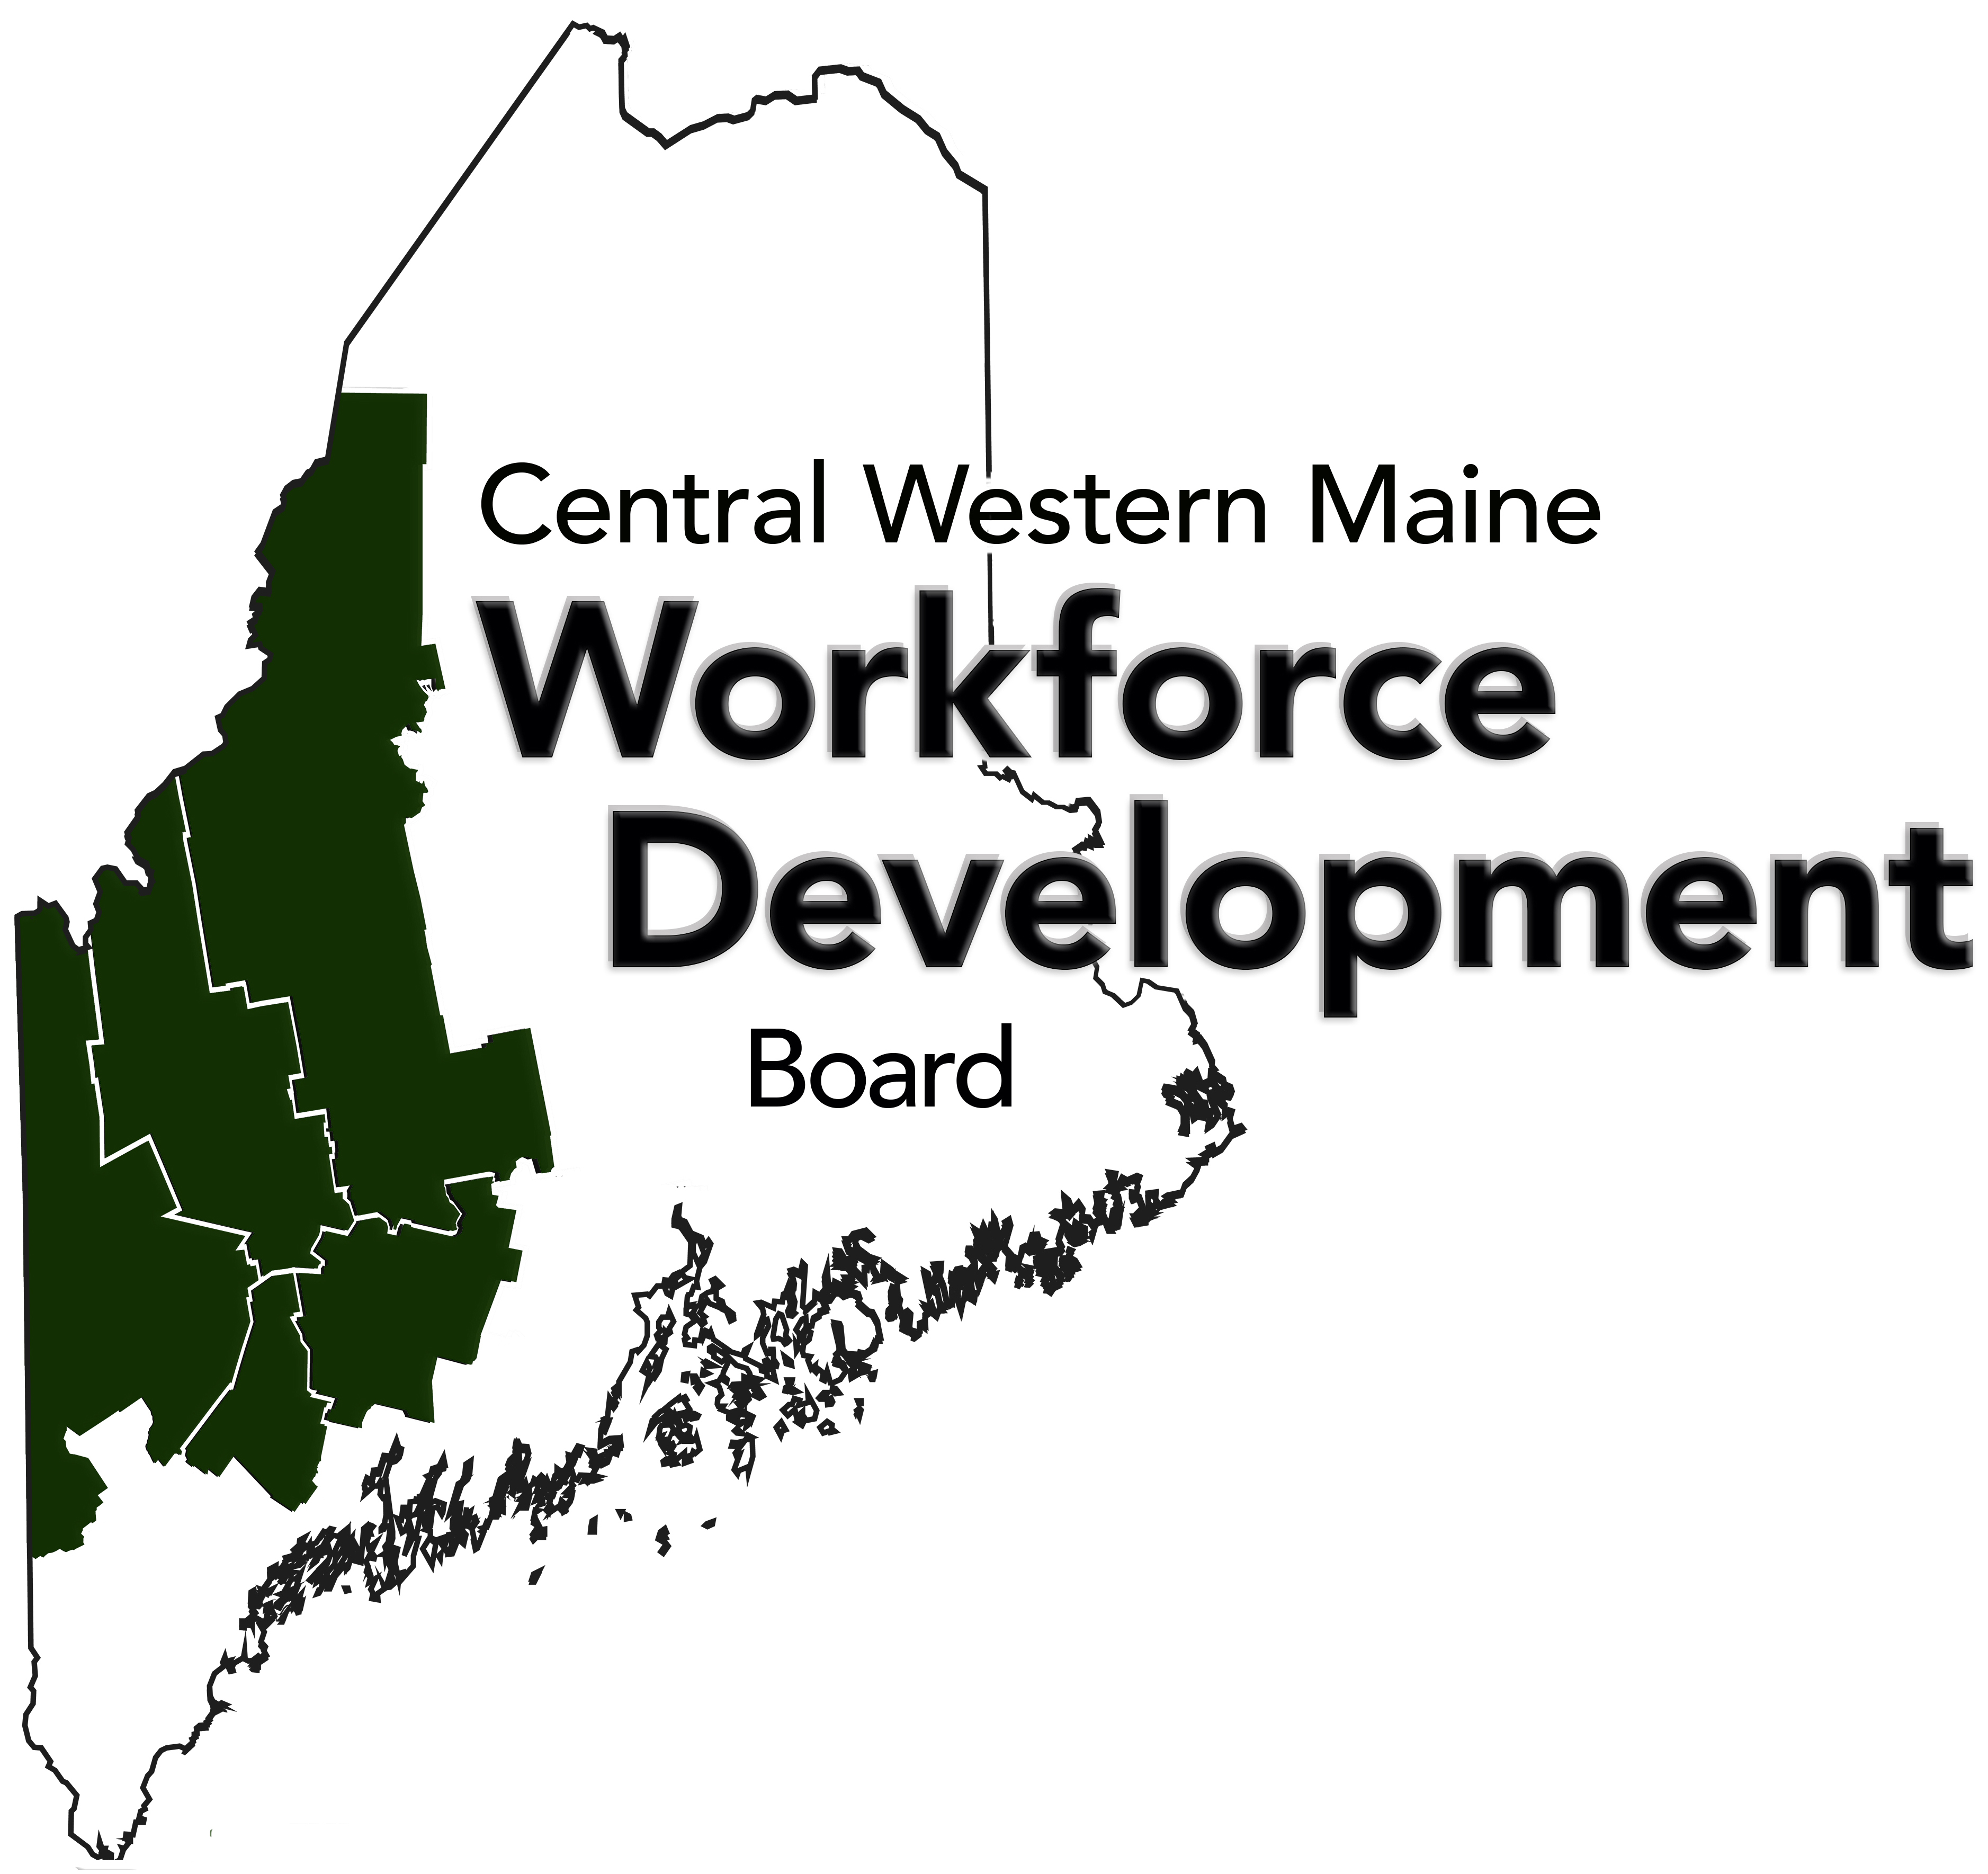 Central Western Maine
Workforce
Development
Board